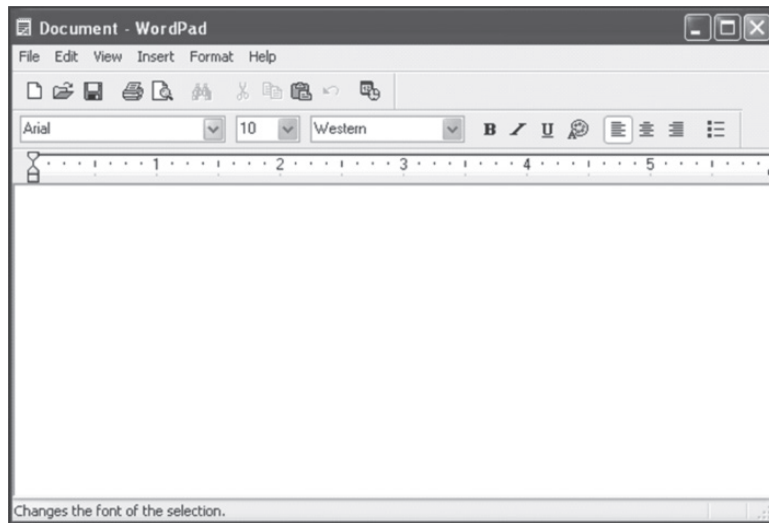 Document - WordPad
File Edit View Insert Format Help
Arial 10 Western B I U
1 2 3 4 5
Changes the font of the selection.